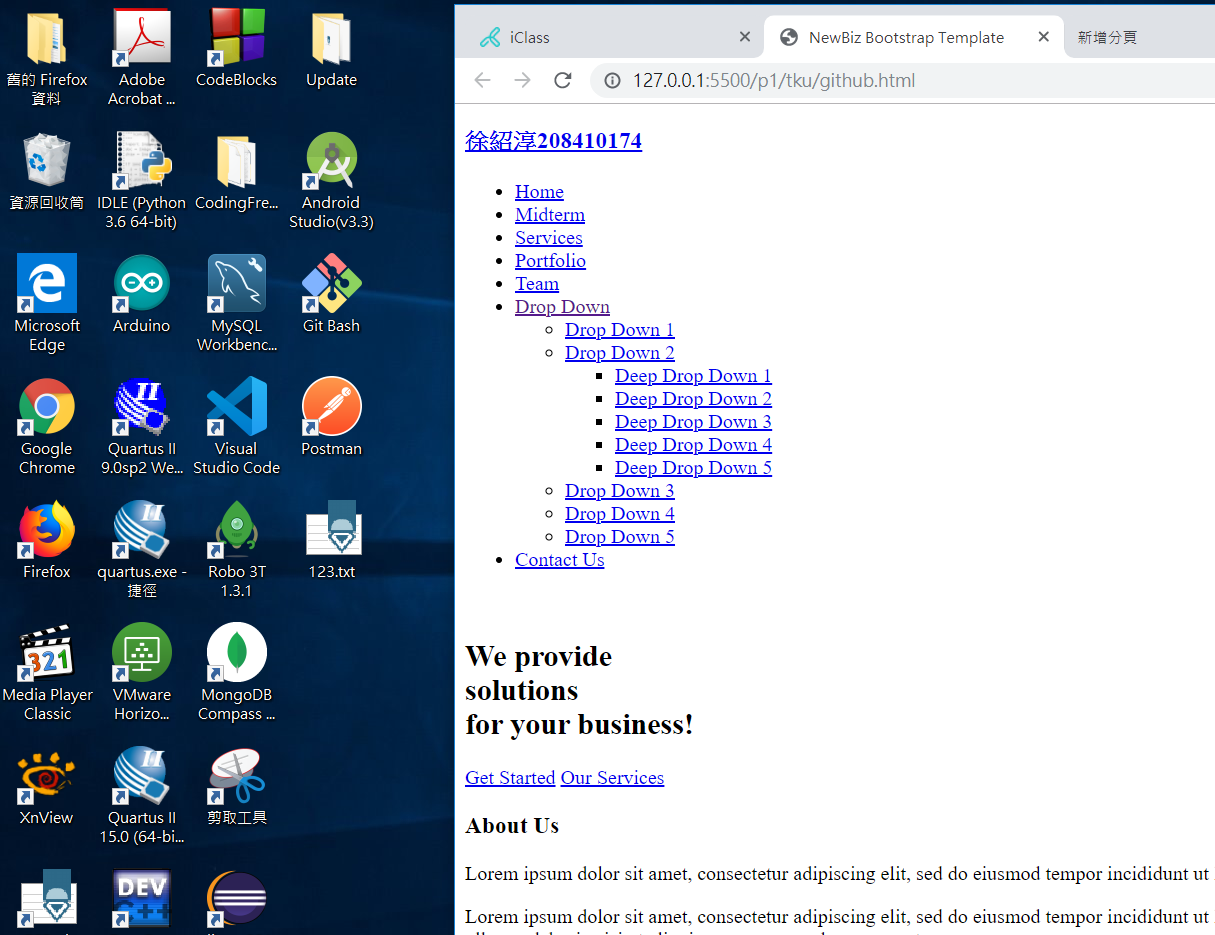 舊的 Firefox
資料
Adobe
Acrobat ...
CodeBlocks
Update
資源回收筒
IDLE (Python
3.6 64-bit)
CodingFre...
Android
Studio(v3.3)
Microsoft
Edge
Arduino
MySQL
Workbenc...
Git Bash
Google
Chrome
Quartus II
9.0sp2 We...
Visual
Studio Code
Postman
Firefox
quartus.exe -
捷徑
Robo 3T
1.3.1
123.txt
321
Media Player
Classic
VMware
Horizo...
MongoDB
Compass ...
XnView
Quartus II
15.0 (64-bi...
剪取工具
DEV
C++
iClass
NewBiz Bootstrap Template
新增分頁
127.0.0.1:5500/p1/tku/github.html
徐紹淳208410174
Home
Midterm
Services
Portfolio
Team
Drop Down
Drop Down 1
Drop Down 2
Deep Drop Down 1
Deep Drop Down 2
Deep Drop Down 3
Deep Drop Down 4
Deep Drop Down 5
Drop Down 3
Drop Down 4
Drop Down 5
Contact Us
We provide
solutions
for your business!
Get Started Our Services
About Us
Lorem ipsum dolor sit amet, consectetur adipiscing elit, sed do eiusmod tempor incididunt ut
Lorem ipsum dolor sit amet, consectetur adipiscing elit, sed do eiusmod tempor incididunt ut